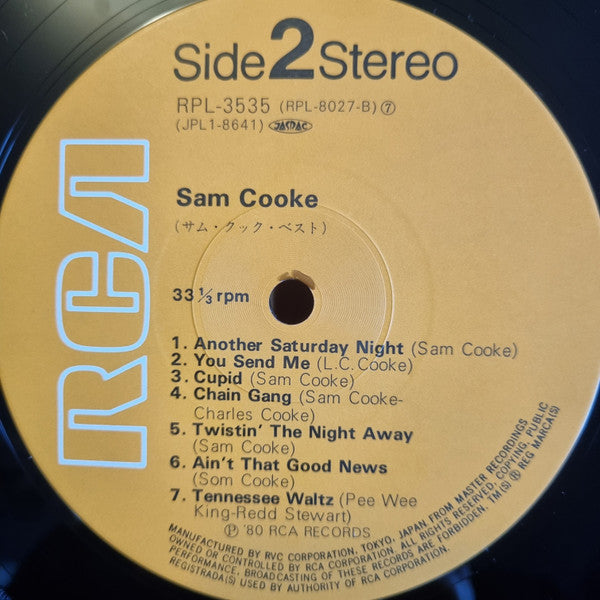 Side 2 Stereo
RPL-3535 (RPL-8027-B) ⑦
(JPL1-8641) JASRAC
RCA
Sam Cooke
(サム・クック・ベスト)
33 1/3 rpm
1. Another Saturday Night (Sam Cooke)
2. You Send Me (L.C.Cooke)
3. Cupid (Sam Cooke)
4. Chain Gang (Sam Cooke-
Charles Cooke)
5. Twistin' The Night Away
(Sam Cooke)
6. Ain't That Good News
(Som Cooke)
7. Tennessee Waltz (Pee Wee
King-Redd Stewart)
Ⓟ '80 RCA RECORDS
MANUFACTURED BY RVC CORPORATION, TOKYO, JAPAN FROM MASTER RECORDINGS
OWNED OR CONTROLLED BY RCA CORPORATION. ALL RIGHTS RESERVED, COPYING, PUBLIC
PERFORMANCE, BROADCASTING OF THESE RECORDS ARE FORBIDDEN. TM(S) ® REG MARCA(S)
REGISTRADA(S) USED BY AUTHORITY OF RCA CORPORATION.